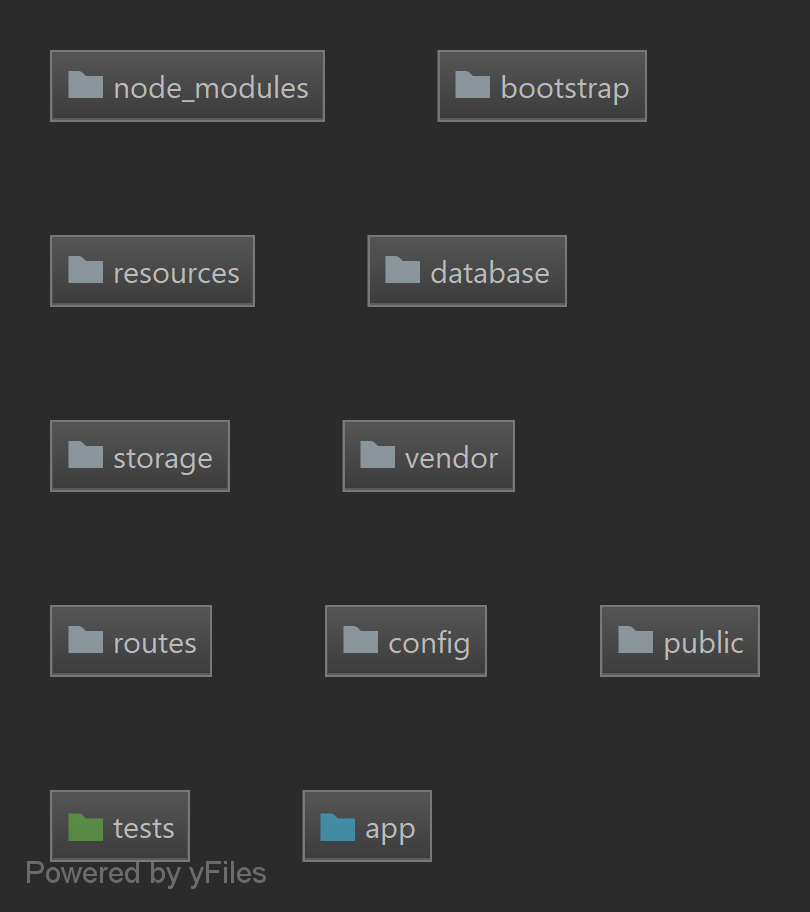 node_modules bootstrap
resources database
storage vendor
routes config public
tests app
Powered by yFiles